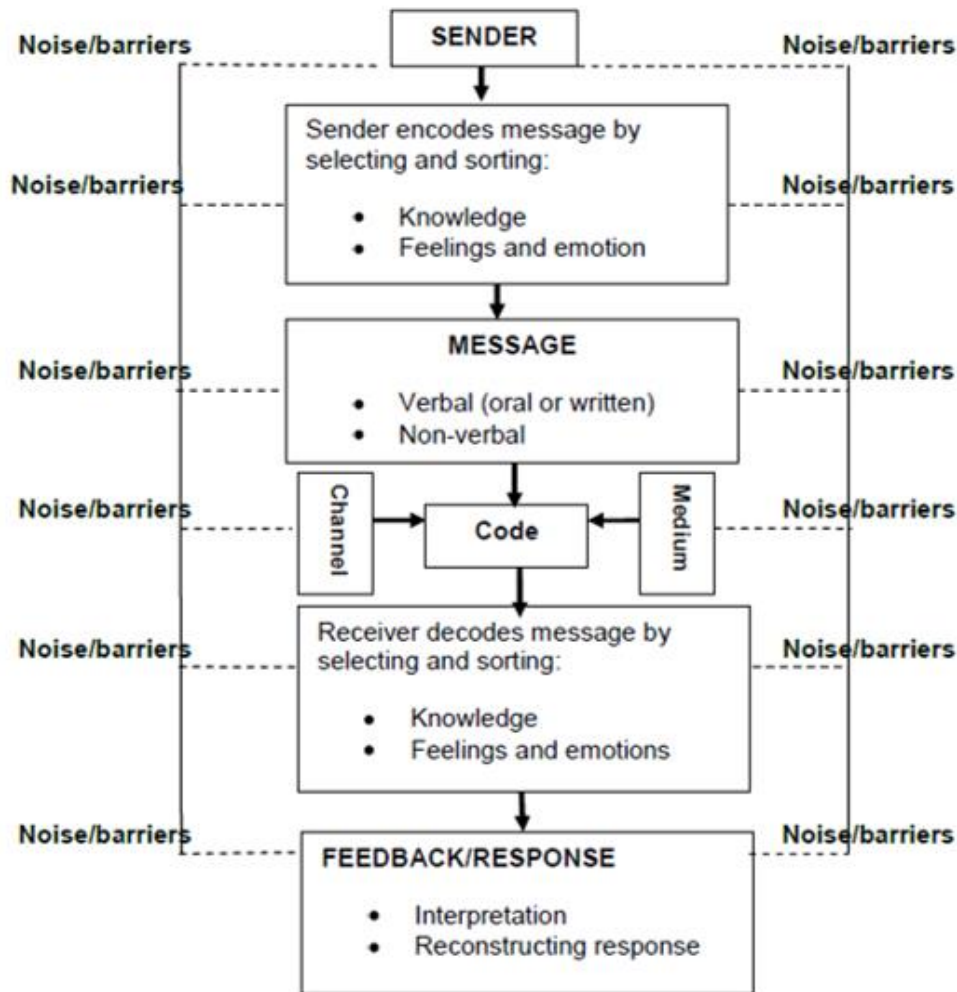 SENDER
Noise/barriers
Noise/barriers
Sender encodes message by
selecting and sorting:
Noise/barriers
Noise/barriers
• Knowledge
• Feelings and emotion
MESSAGE
Noise/barriers
Noise/barriers
• Verbal (oral or written)
• Non-verbal
Noise/barriers
Channel
Code
Medium
Noise/barriers
Receiver decodes message by
selecting and sorting:
Noise/barriers
Noise/barriers
• Knowledge
• Feelings and emotions
Noise/barriers
Noise/barriers
FEEDBACK/RESPONSE
• Interpretation
• Reconstructing response